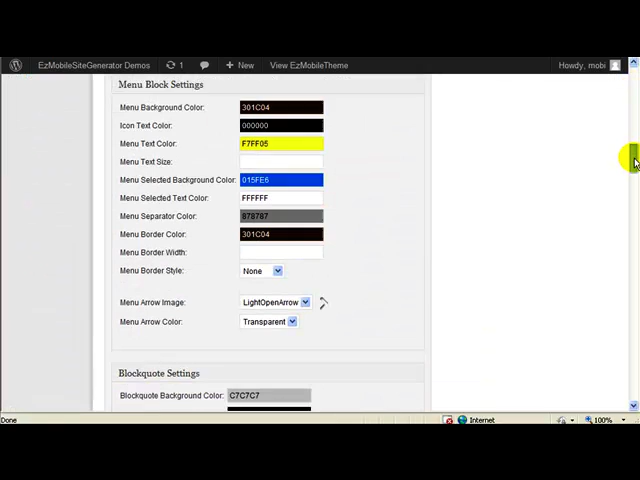 EzMobileSiteGenerator Demos 1 New View EzMobileTheme Howdy, mobi
Menu Block Settings
Menu Background Color: 301C04
Icon Text Color: 000000
Menu Text Color: F7FF05
Menu Text Size:
Menu Selected Background Color: 015FE6
Menu Selected Text Color: FFFFFF
Menu Separator Color: 878787
Menu Border Color: 301C04
Menu Border Width:
Menu Border Style: None
Menu Arrow Image: LightOpenArrow
Menu Arrow Color: Transparent
Blockquote Settings
Blockquote Background Color: C7C7C7
Done Internet 100%